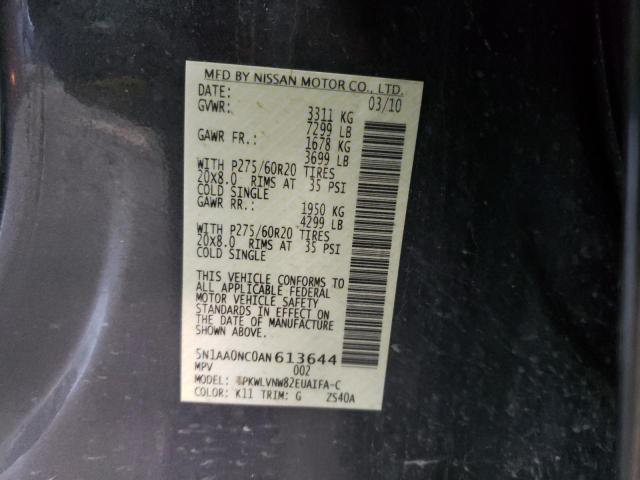 MFD BY NISSAN MOTOR CO., LTD.
DATE: 03/10
GVWR: 3311 KG
7299 LB
GAWR FR.: 1678 KG
3699 LB
WITH P275/60R20 TIRES
20X8.0 RIMS AT 35 PSI
COLD SINGLE
GAWR RR.: 1950 KG
4299 LB
WITH P275/60R20 TIRES
20X8.0 RIMS AT 35 PSI
COLD SINGLE
THIS VEHICLE CONFORMS TO
ALL APPLICABLE FEDERAL
MOTOR VEHICLE SAFETY
STANDARDS IN EFFECT ON THE
DATE OF MANUFACTURE
SHOWN ABOVE.
5N1AA0NC0AN613644
MPV 002
MODEL: TPKWLVNW82EUAIFA-C
COLOR: K11 TRIM: G ZS40A